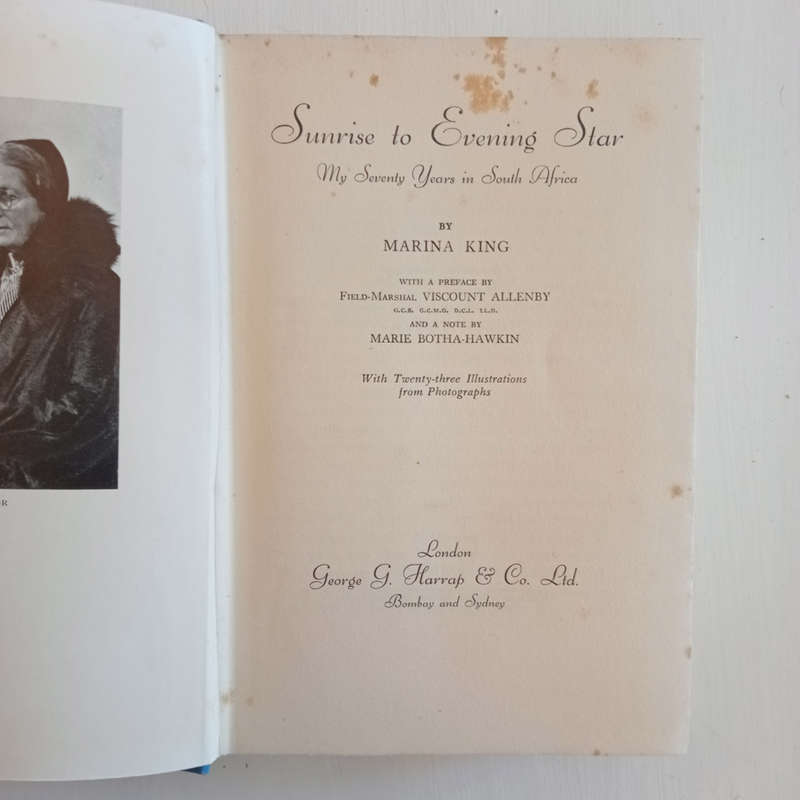 Sunrise to Evening Star
My Seventy Years in South Africa
BY
MARINA KING
WITH A PREFACE BY
FIELD-MARSHAL VISCOUNT ALLENBY
G.C.B. G.C.M.G. D.C.L. LL.D.
AND A NOTE BY
MARIE BOTHA-HAWKIN
With Twenty-three Illustrations
from Photographs
London
George G. Harrap & Co. Ltd.
Bombay and Sydney